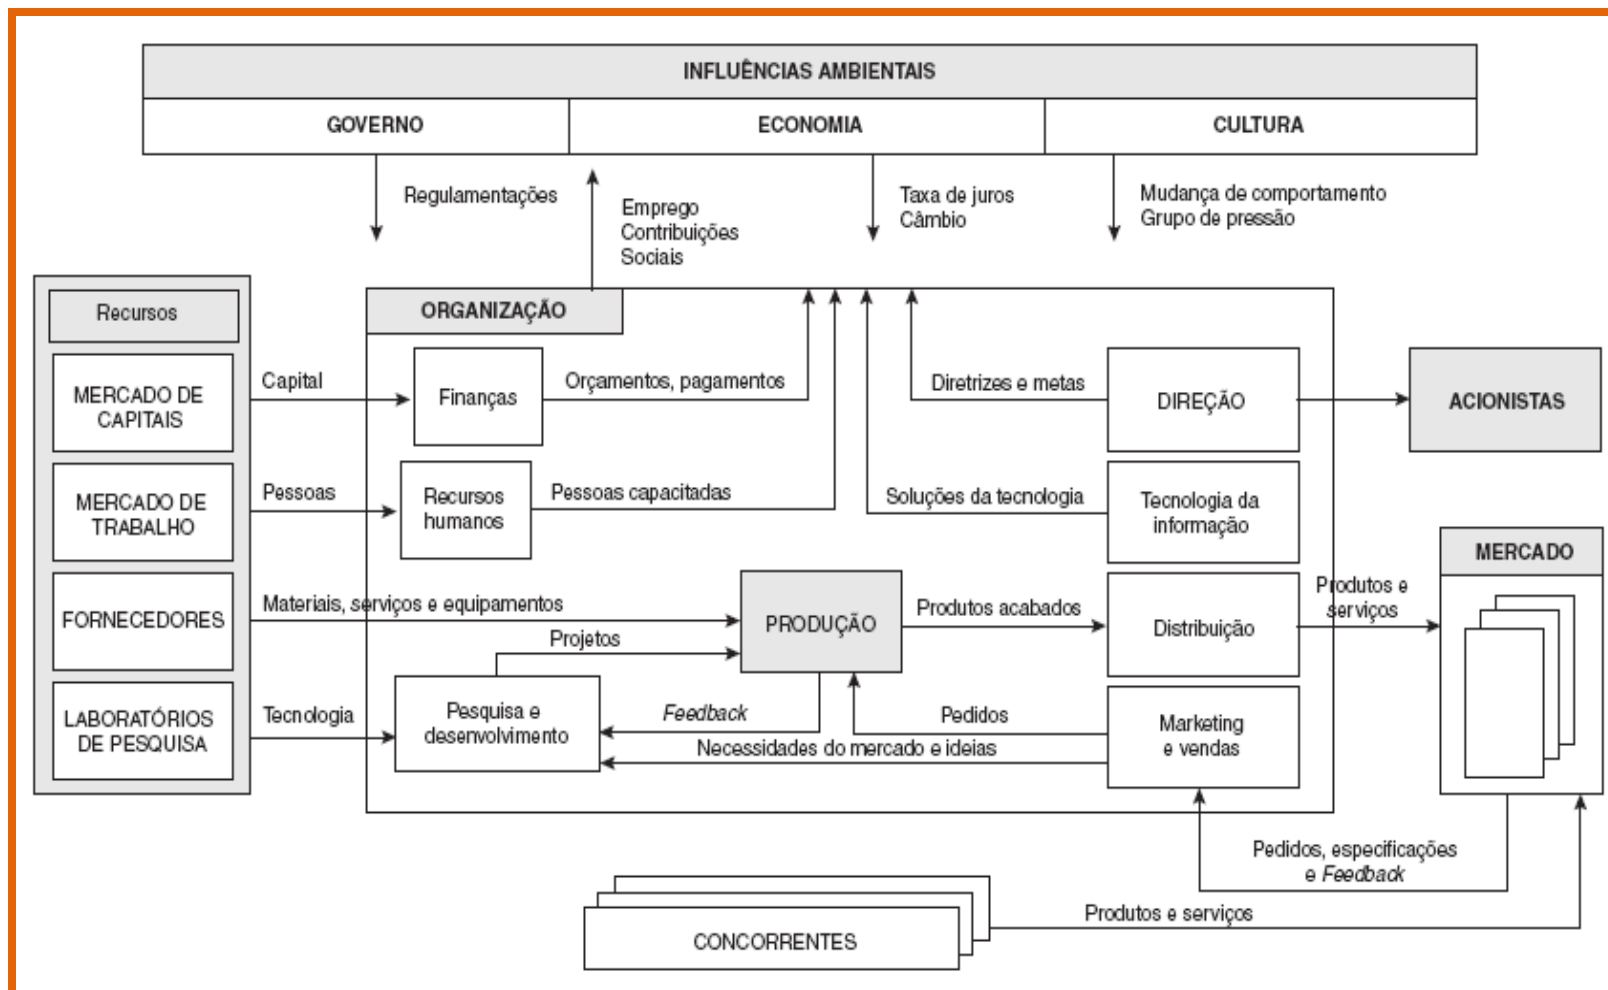 INFLUÊNCIAS AMBIENTAIS
GOVERNO
ECONOMIA
CULTURA
Regulamentações
Emprego
Contribuições
Sociais
Taxa de juros
Câmbio
Mudança de comportamento
Grupo de pressão
Recursos
MERCADO DE
CAPITAIS
MERCADO DE
TRABALHO
FORNECEDORES
LABORATÓRIOS
DE PESQUISA
Capital
Pessoas
Materiais, serviços e equipamentos
Tecnologia
ORGANIZAÇÃO
Finanças
Orçamentos, pagamentos
Recursos
humanos
Pessoas capacitadas
Projetos
Pesquisa e
desenvolvimento
PRODUÇÃO
Feedback
Necessidades do mercado e ideias
Pedidos
Produtos acabados
Diretrizes e metas
DIREÇÃO
Soluções da tecnologia
Tecnologia da
informação
Distribuição
Marketing
e vendas
ACIONISTAS
MERCADO
Produtos e
serviços
Pedidos, especificações
e Feedback
Produtos e serviços
CONCORRENTES